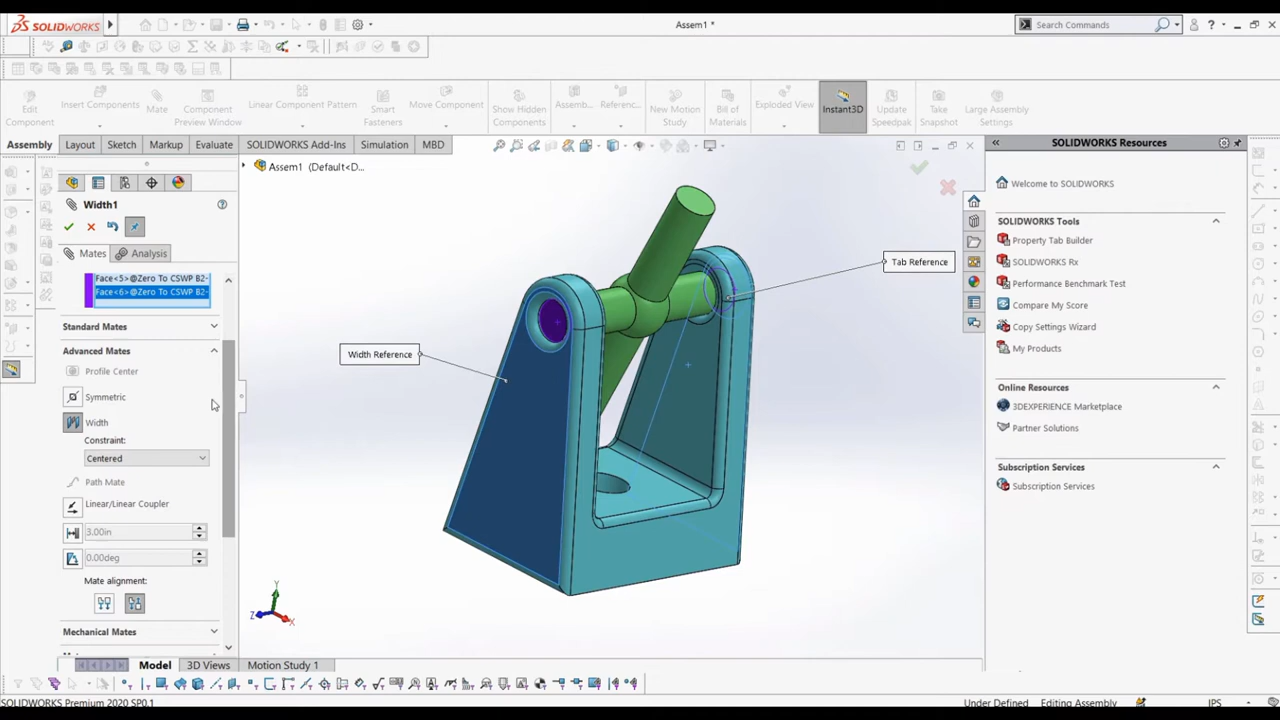 SOLIDWORKS
Assem1 *
Search Commands
Edit Component
Insert Components
Mate
Component Preview Window
Linear Component Pattern
Smart Fasteners
Move Component
Show Hidden Components
Assemb...
Referenc...
New Motion Study
Bill of Materials
Exploded View
Instant3D
Update Speedpak
Take Snapshot
Large Assembly Settings
Assembly
Layout
Sketch
Markup
Evaluate
SOLIDWORKS Add-Ins
Simulation
MBD
SOLIDWORKS Resources
Assem1 (Default<D...
Width1
Mates
Analysis
Face<5>@Zero To CSWP B2-
Face<6>@Zero To CSWP B2-
Standard Mates
Advanced Mates
Profile Center
Symmetric
Width
Constraint:
Centered
Path Mate
Linear/Linear Coupler
3.00in
0.00deg
Mate alignment:
Mechanical Mates
Width Reference
Tab Reference
Y
Z
X
Welcome to SOLIDWORKS
SOLIDWORKS Tools
Property Tab Builder
SOLIDWORKS Rx
Performance Benchmark Test
Compare My Score
Copy Settings Wizard
My Products
Online Resources
3DEXPERIENCE Marketplace
Partner Solutions
Subscription Services
Subscription Services
Model
3D Views
Motion Study 1
SOLIDWORKS Premium 2020 SP0.1
Under Defined
Editing Assembly
IPS